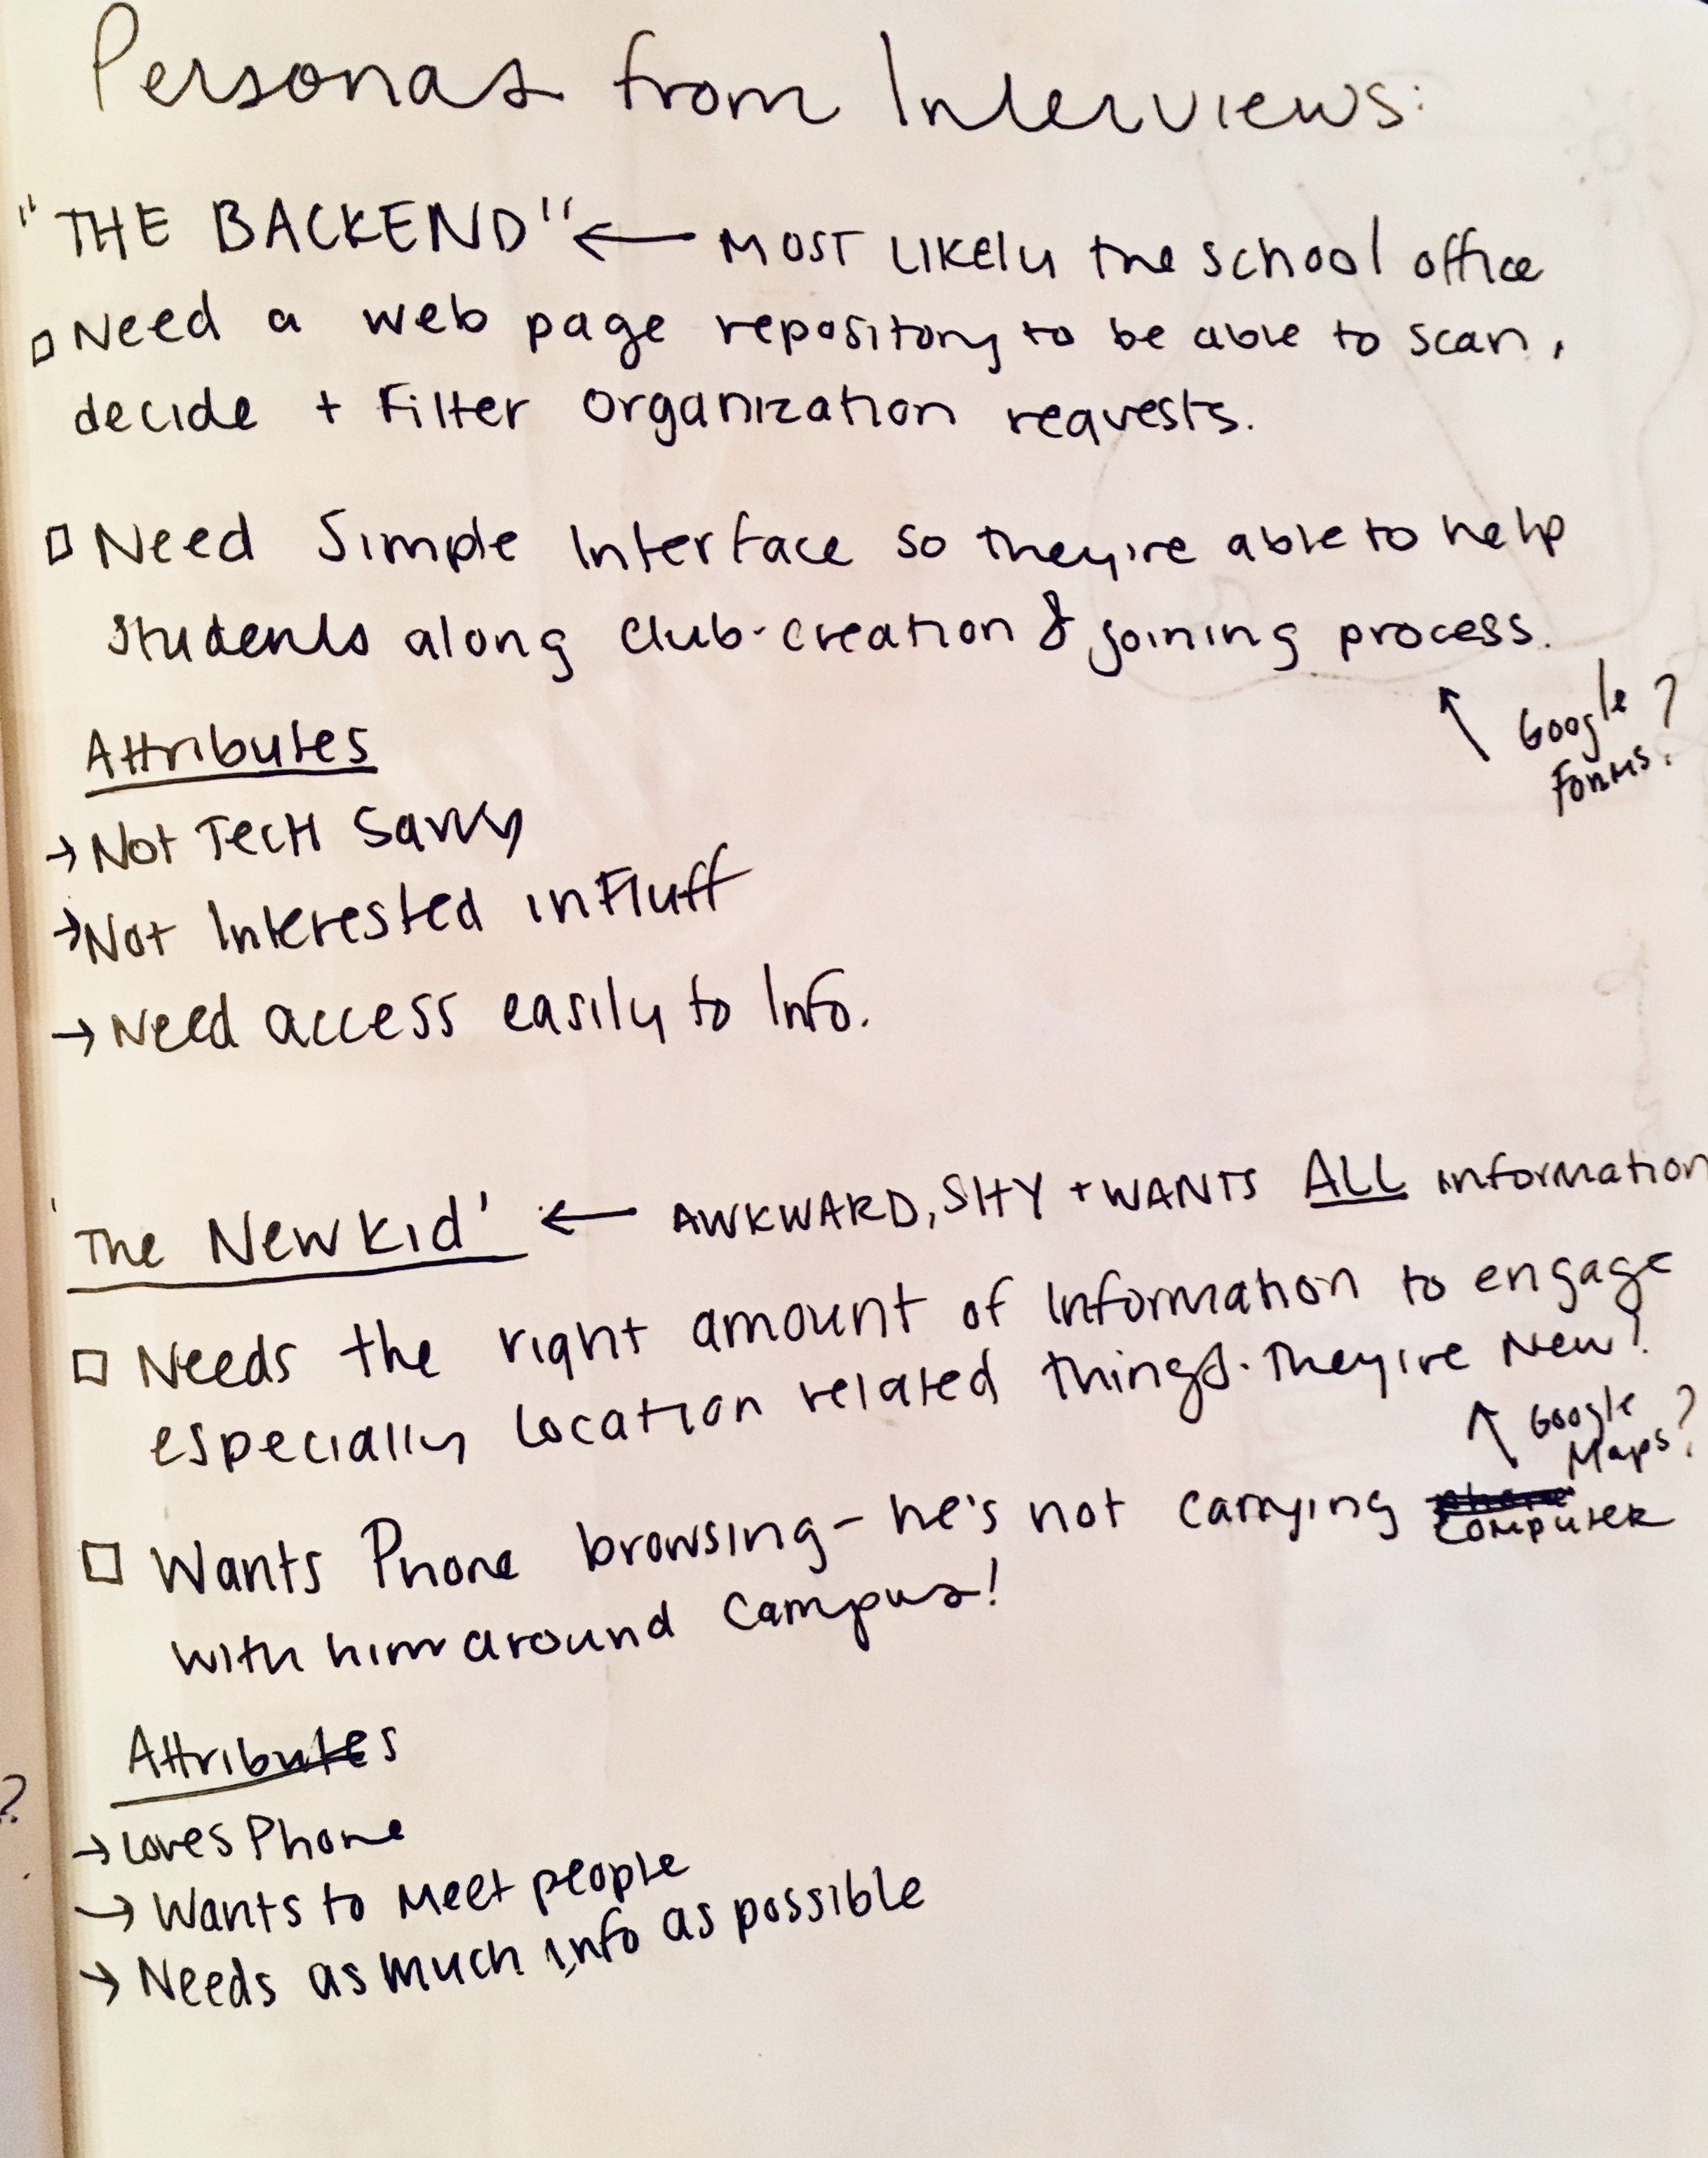 Personas from Interviews:
"THE BACKEND" ← MOST LIKEly the school office
□ Need a web page repository to be able to scan,
decide + Filter organization requests.
□ Need Simple Interface so they're able to help
students along club-creation & joining process.
↖ Google
Forms?
Attributes
→ Not TecH Savvy
→ Not Interested in Fluff
→ Need access easily to Info.
'The New Kid' ← AWKWARD, SHY + WANTS ALL information
□ Needs the right amount of Information to engage
especially location related things. They're New!
↖ Google
Maps?
□ Wants Phone browsing - he's not carrying computer
with him around campus!
Attributes
→ Loves Phone
→ Wants to Meet people
→ Needs as much info as possible
?